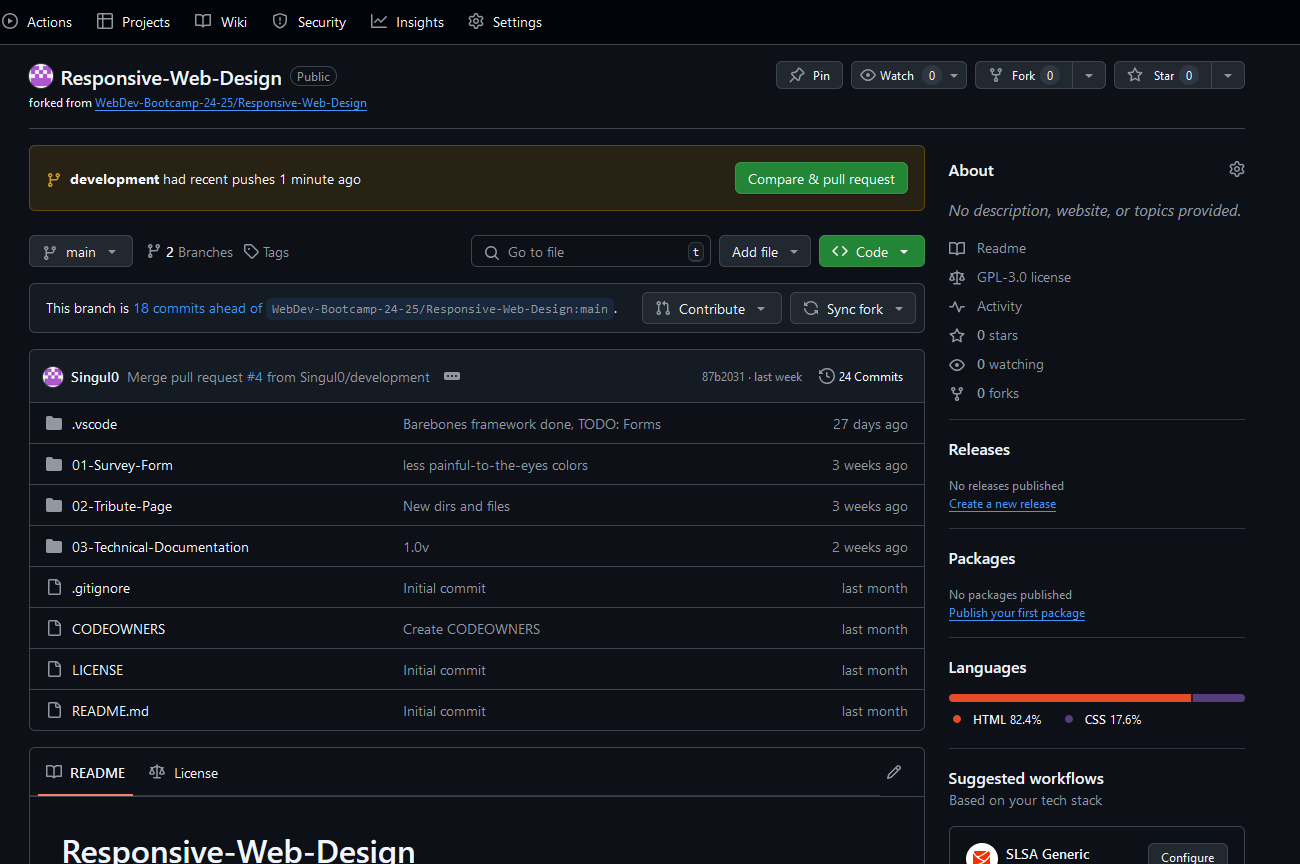 Actions Projects Wiki Security Insights Settings
Responsive-Web-Design Public Pin Watch 0 Fork 0 Star 0
forked from WebDev-Bootcamp-24-25/Responsive-Web-Design
development had recent pushes 1 minute ago Compare & pull request
main 2 Branches Tags Go to file t Add file Code
This branch is 18 commits ahead of WebDev-Bootcamp-24-25/Responsive-Web-Design:main . Contribute Sync fork
Singul0 Merge pull request #4 from Singul0/development 87b2031 · last week 24 Commits
.vscode Barebones framework done, TODO: Forms 27 days ago
01-Survey-Form less painful-to-the-eyes colors 3 weeks ago
02-Tribute-Page New dirs and files 3 weeks ago
03-Technical-Documentation 1.0v 2 weeks ago
.gitignore Initial commit last month
CODEOWNERS Create CODEOWNERS last month
LICENSE Initial commit last month
README.md Initial commit last month
README License
Responsive-Web-Design
About
No description, website, or topics provided.
Readme
GPL-3.0 license
Activity
0 stars
0 watching
0 forks
Releases
No releases published
Create a new release
Packages
No packages published
Publish your first package
Languages
HTML 82.4% CSS 17.6%
Suggested workflows
Based on your tech stack
SLSA Generic Configure